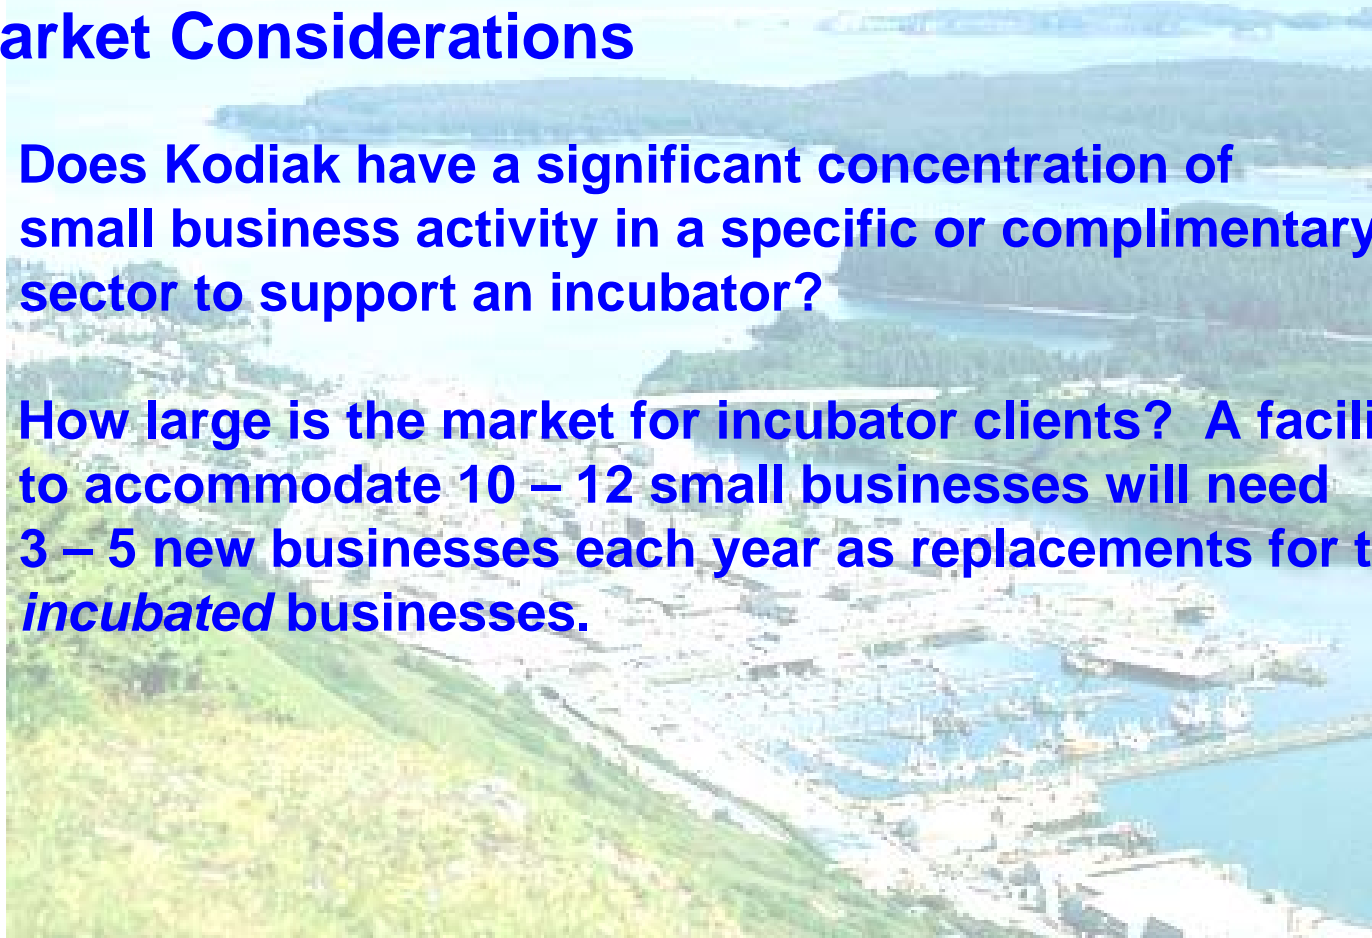 arket Considerations
Does Kodiak have a significant concentration of
small business activity in a specific or complimentary
sector to support an incubator?
How large is the market for incubator clients?  A facili
to accommodate 10 – 12 small businesses will need
3 – 5 new businesses each year as replacements for t
incubated businesses.